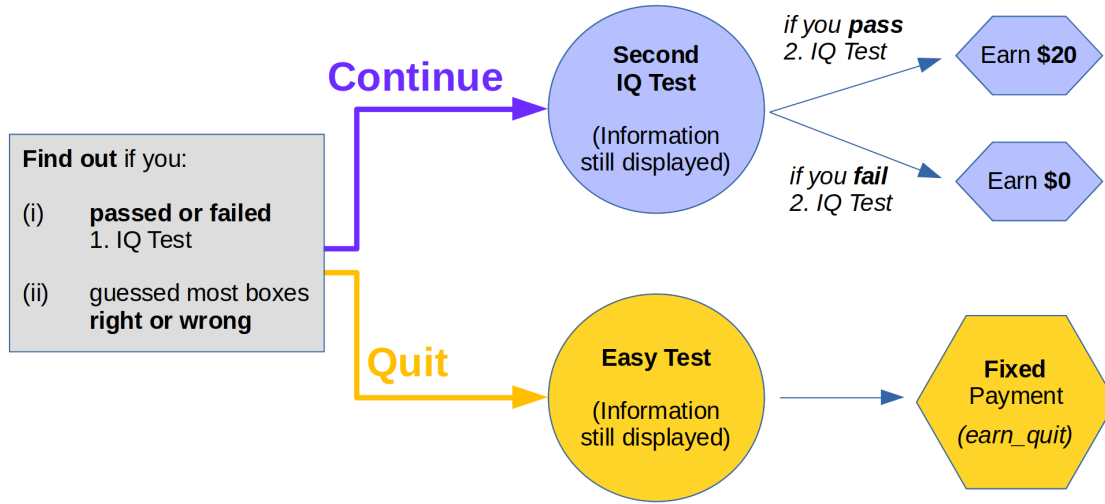 Find out if you:
(i) passed or failed
1. IQ Test
(ii) guessed most boxes
right or wrong
Continue
Second
IQ Test
(Information
still displayed)
if you pass
2. IQ Test
Earn $20
if you fail
2. IQ Test
Earn $0
Quit
Easy Test
(Information
still displayed)
Fixed
Payment
(earn_quit)